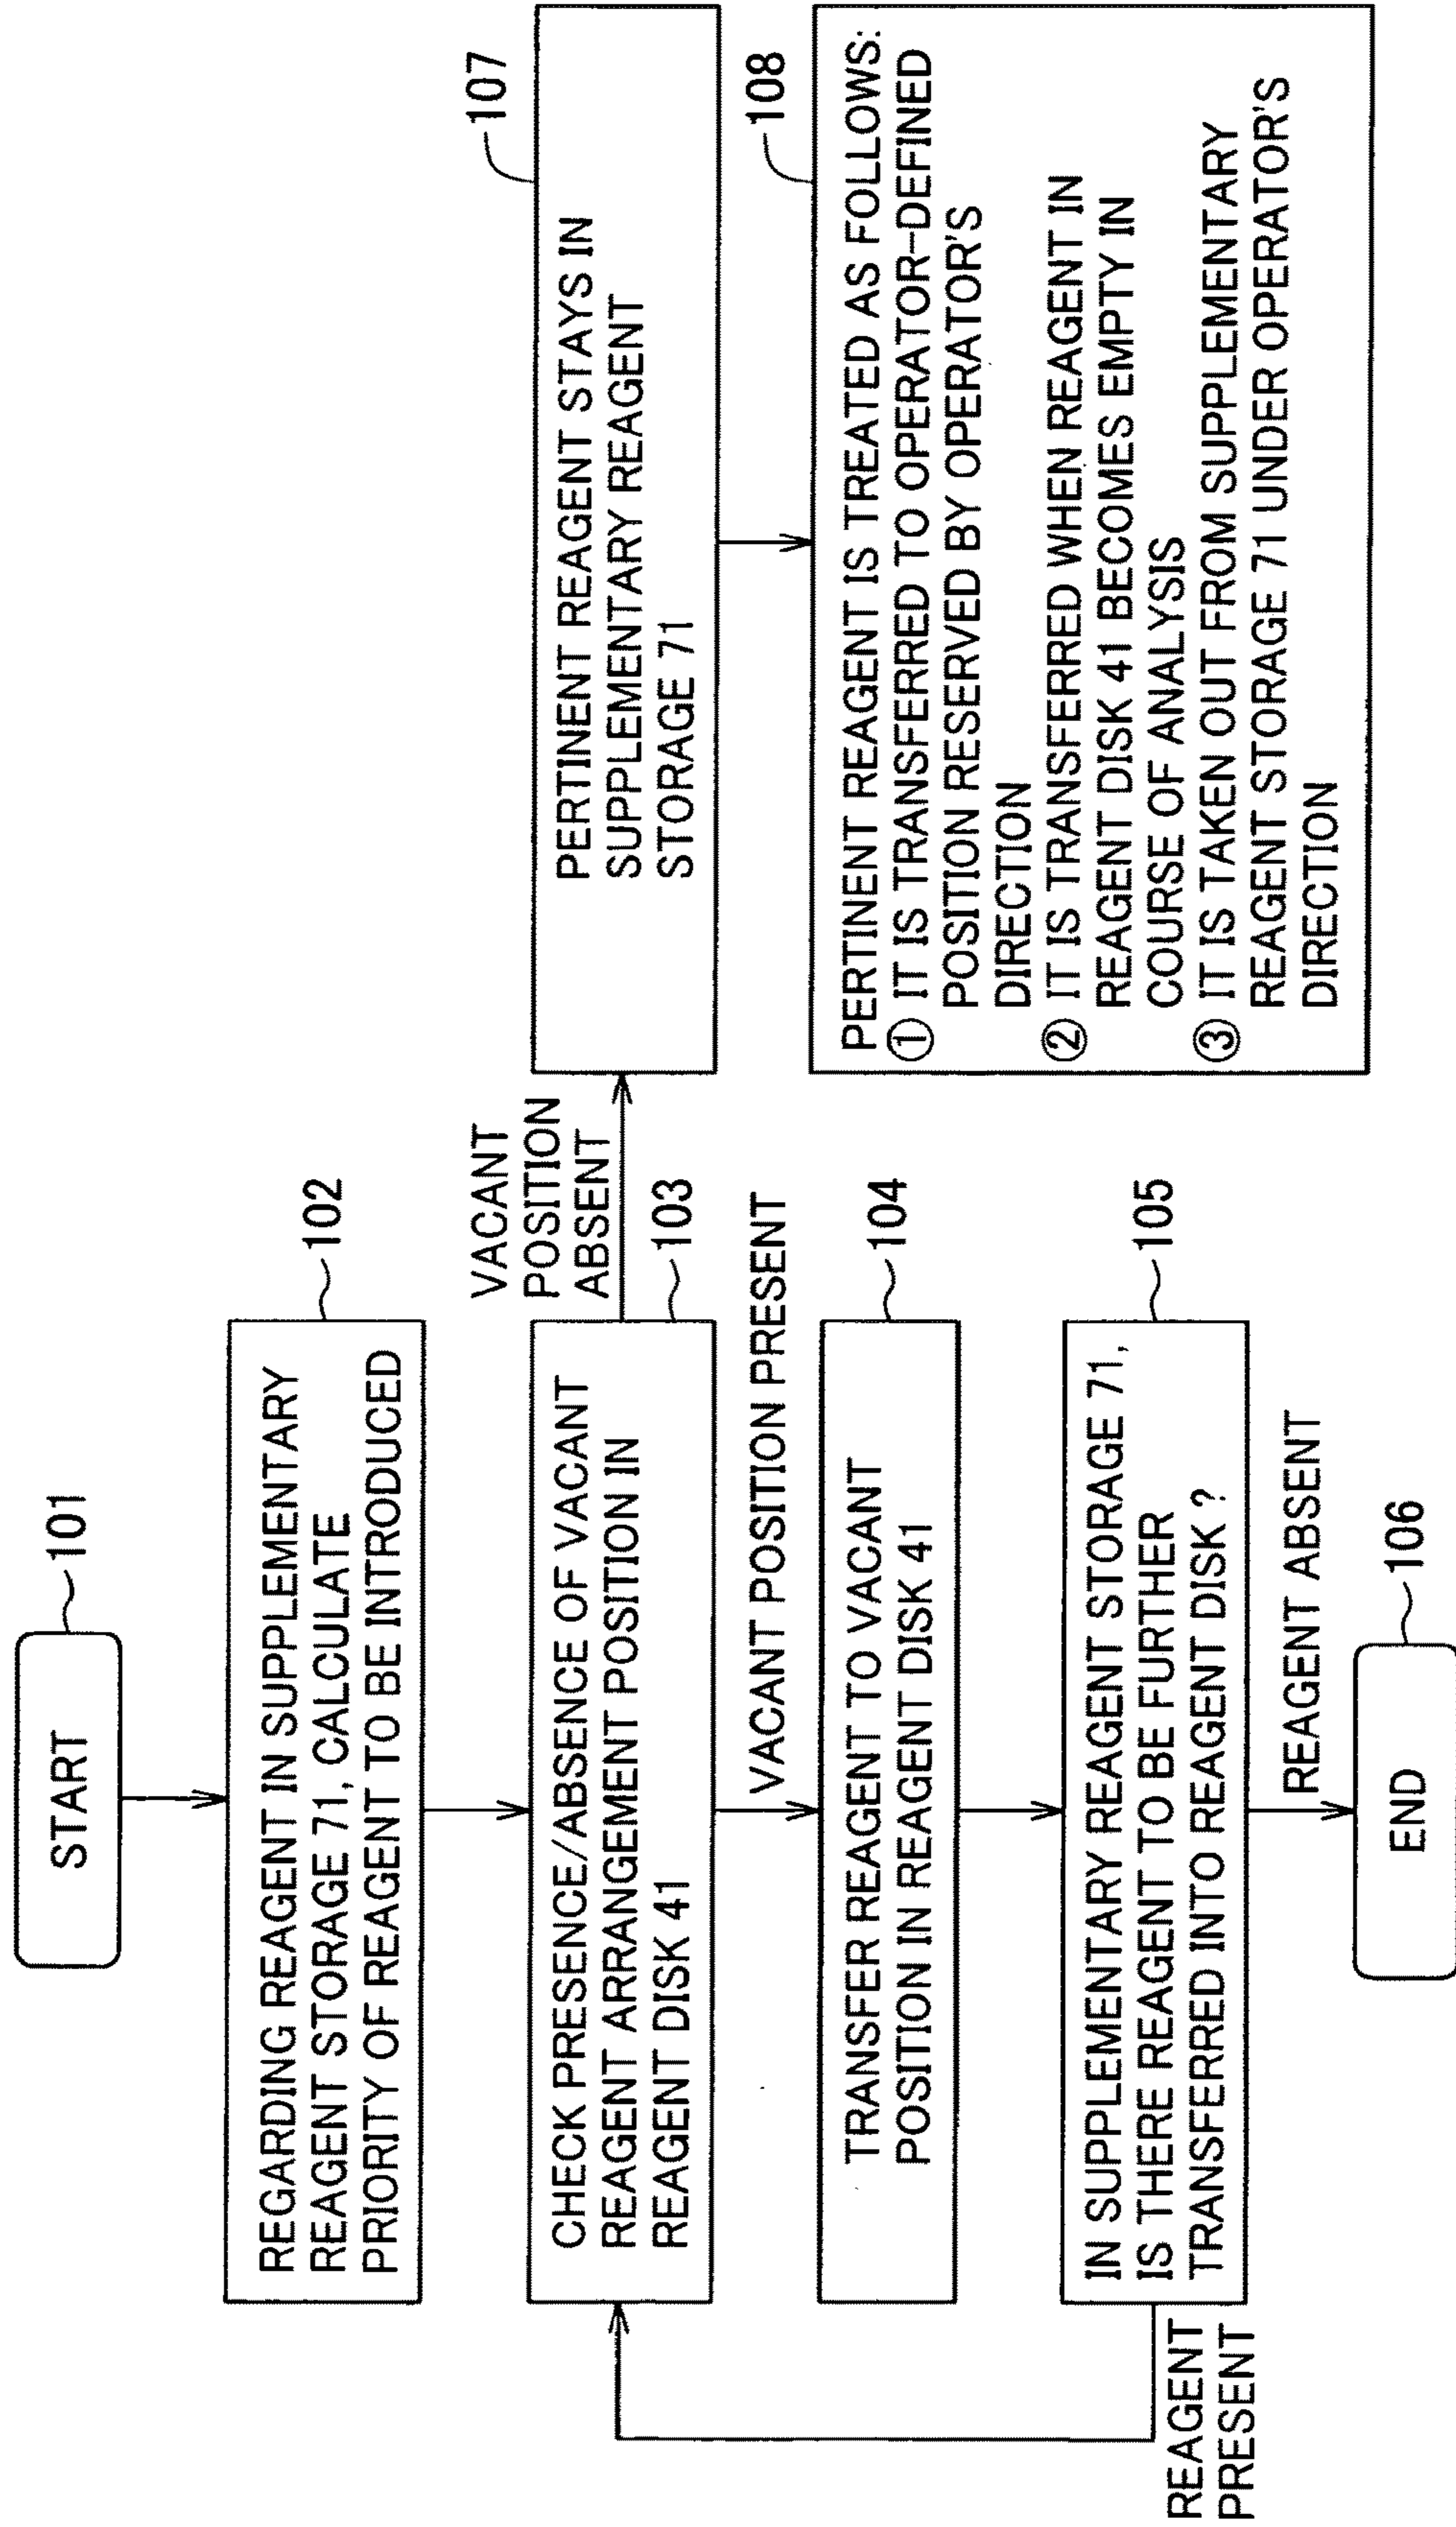 START
101
REGARDING REAGENT IN SUPPLEMENTARY
REAGENT STORAGE 71, CALCULATE
PRIORITY OF REAGENT TO BE INTRODUCED
102
CHECK PRESENCE/ABSENCE OF VACANT
REAGENT ARRANGEMENT POSITION IN
REAGENT DISK 41
103
VACANT
POSITION
ABSENT
VACANT POSITION PRESENT
TRANSFER REAGENT TO VACANT
POSITION IN REAGENT DISK 41
104
IN SUPPLEMENTARY REAGENT STORAGE 71,
IS THERE REAGENT TO BE FURTHER
TRANSFERRED INTO REAGENT DISK ?
105
REAGENT
PRESENT
REAGENT ABSENT
END
106
PERTINENT REAGENT STAYS IN
SUPPLEMENTARY REAGENT
STORAGE 71
107
PERTINENT REAGENT IS TREATED AS FOLLOWS:
① IT IS TRANSFERRED TO OPERATOR-DEFINED
POSITION RESERVED BY OPERATOR'S
DIRECTION
② IT IS TRANSFERRED WHEN REAGENT IN
REAGENT DISK 41 BECOMES EMPTY IN
COURSE OF ANALYSIS
③ IT IS TAKEN OUT FROM SUPPLEMENTARY
REAGENT STORAGE 71 UNDER OPERATOR'S
DIRECTION
108